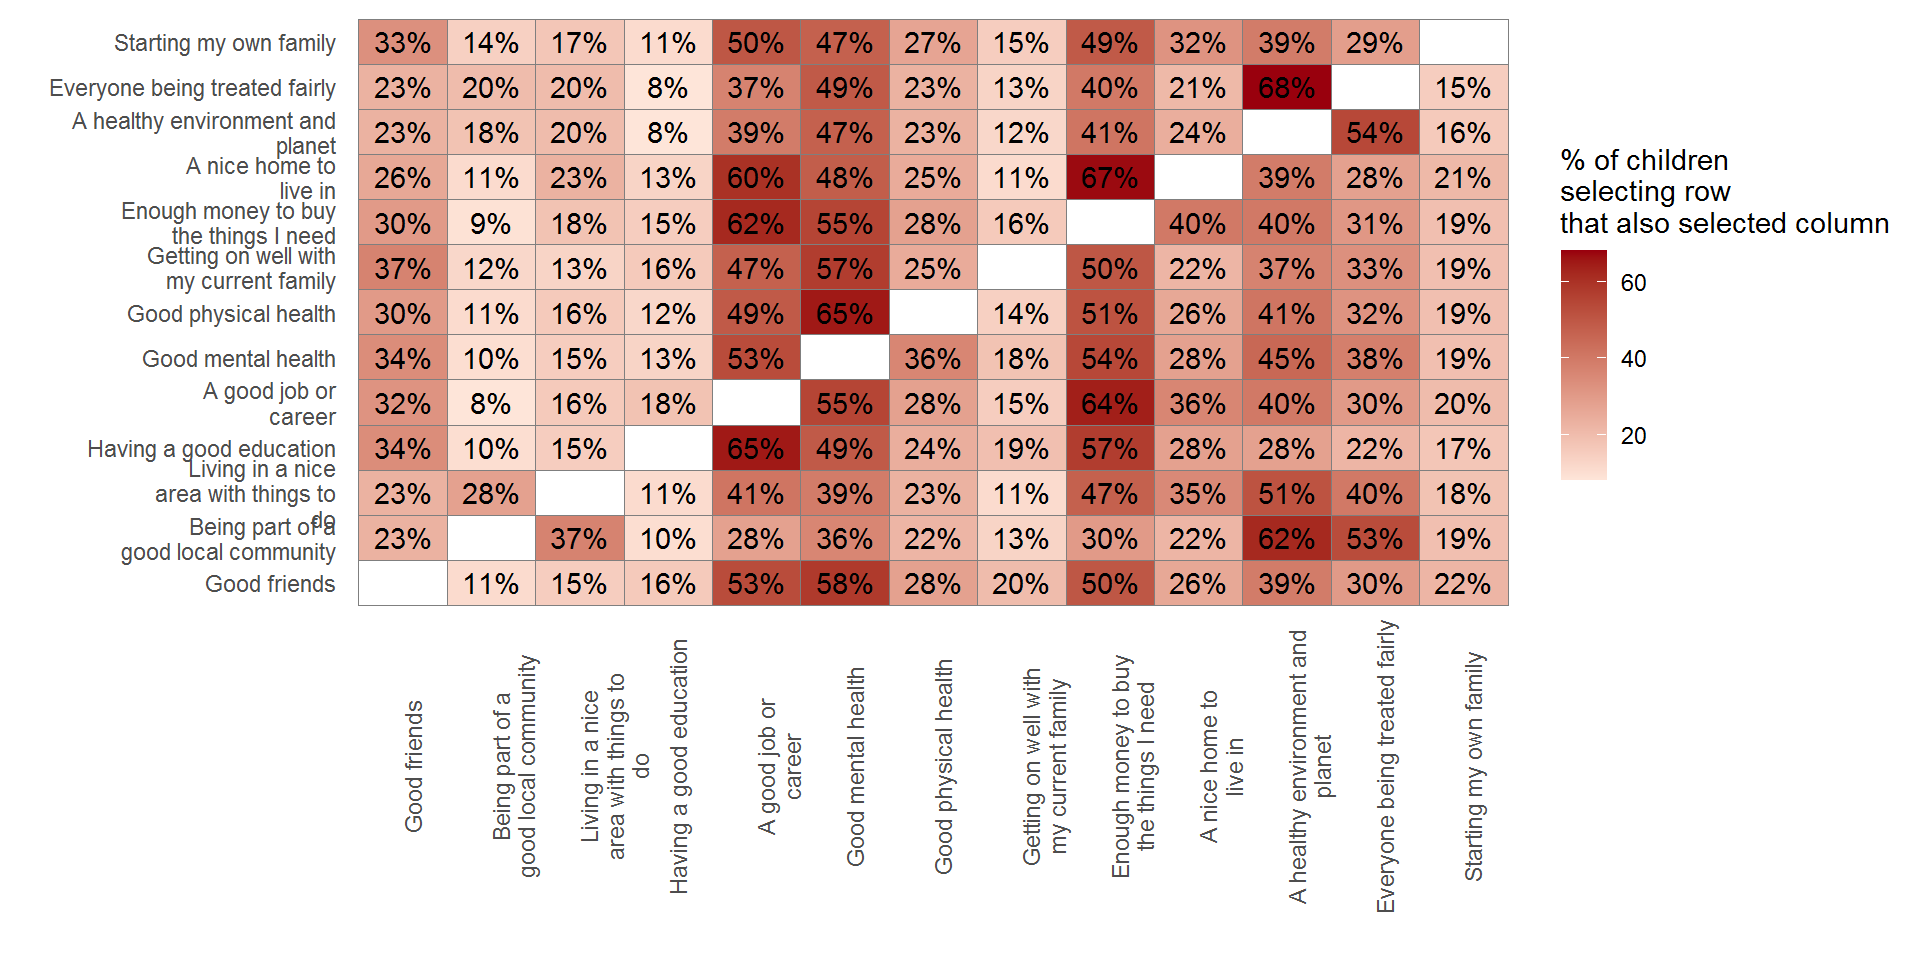 Starting my own family 33% 14% 17% 11% 50% 47% 27% 15% 49% 32% 39% 29%
Everyone being treated fairly 23% 20% 20% 8% 37% 49% 23% 13% 40% 21% 68% 15%
A healthy environment and
planet 23% 18% 20% 8% 39% 47% 23% 12% 41% 24% 54% 16%
A nice home to
live in 26% 11% 23% 13% 60% 48% 25% 11% 67% 39% 28% 21%
Enough money to buy
the things I need 30% 9% 18% 15% 62% 55% 28% 16% 40% 40% 31% 19%
Getting on well with
my current family 37% 12% 13% 16% 47% 57% 25% 50% 22% 37% 33% 19%
Good physical health 30% 11% 16% 12% 49% 65% 14% 51% 26% 41% 32% 19%
Good mental health 34% 10% 15% 13% 53% 36% 18% 54% 28% 45% 38% 19%
A good job or
career 32% 8% 16% 18% 55% 28% 15% 64% 36% 40% 30% 20%
Having a good education 34% 10% 15% 65% 49% 24% 19% 57% 28% 28% 22% 17%
Living in a nice
area with things to
do 23% 28% 11% 41% 39% 23% 11% 47% 35% 51% 40% 18%
Being part of a
good local community 23% 37% 10% 28% 36% 22% 13% 30% 22% 62% 53% 19%
Good friends 11% 15% 16% 53% 58% 28% 20% 50% 26% 39% 30% 22%
Good friends
Being part of a
good local community
Living in a nice
area with things to
do
Having a good education
A good job or
career
Good mental health
Good physical health
Getting on well with
my current family
Enough money to buy
the things I need
A nice home to
live in
A healthy environment and
planet
Everyone being treated fairly
Starting my own family
% of children
selecting row
that also selected column
60
40
20